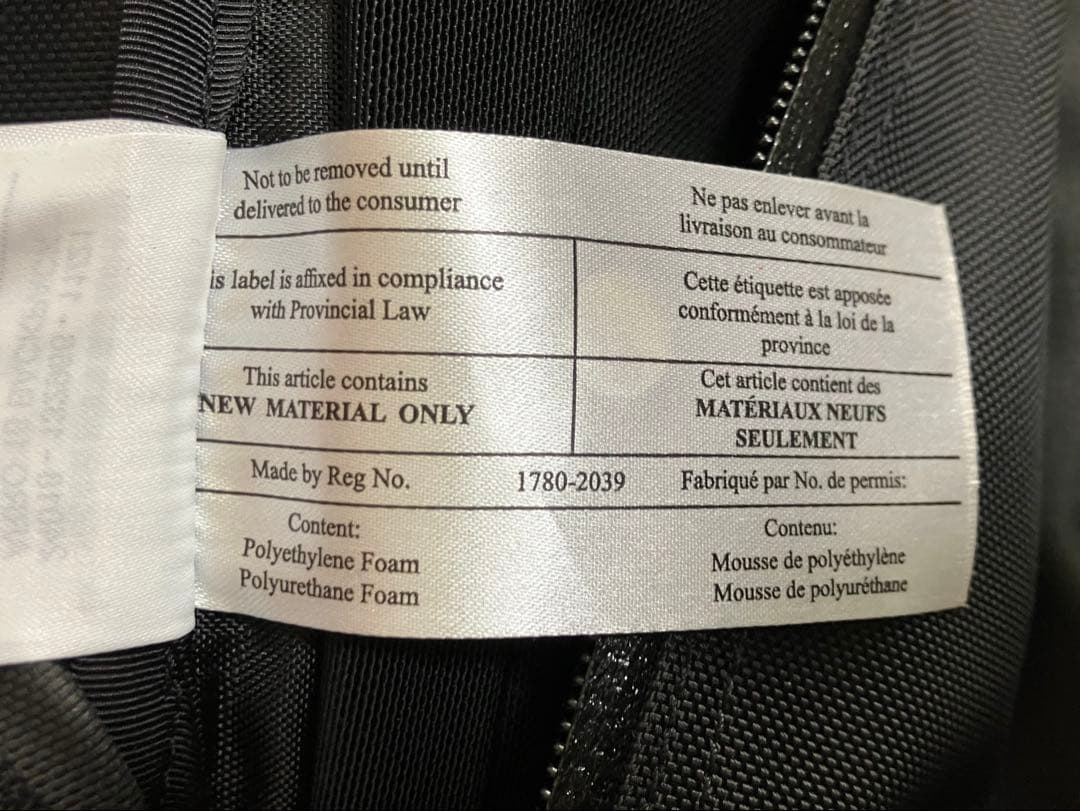 Not to be removed until
delivered to the consumer
Ne pas enlever avant la
livraison au consommateur
is label is affixed in compliance
with Provincial Law
Cette étiquette est apposée
conformément à la loi de la
province
This article contains
NEW MATERIAL ONLY
Cet article contient des
MATÉRIAUX NEUFS
SEULEMENT
Made by Reg No. 1780-2039 Fabriqué par No. de permis:
Content:
Polyethylene Foam
Polyurethane Foam
Contenu:
Mousse de polyéthylène
Mousse de polyuréthane